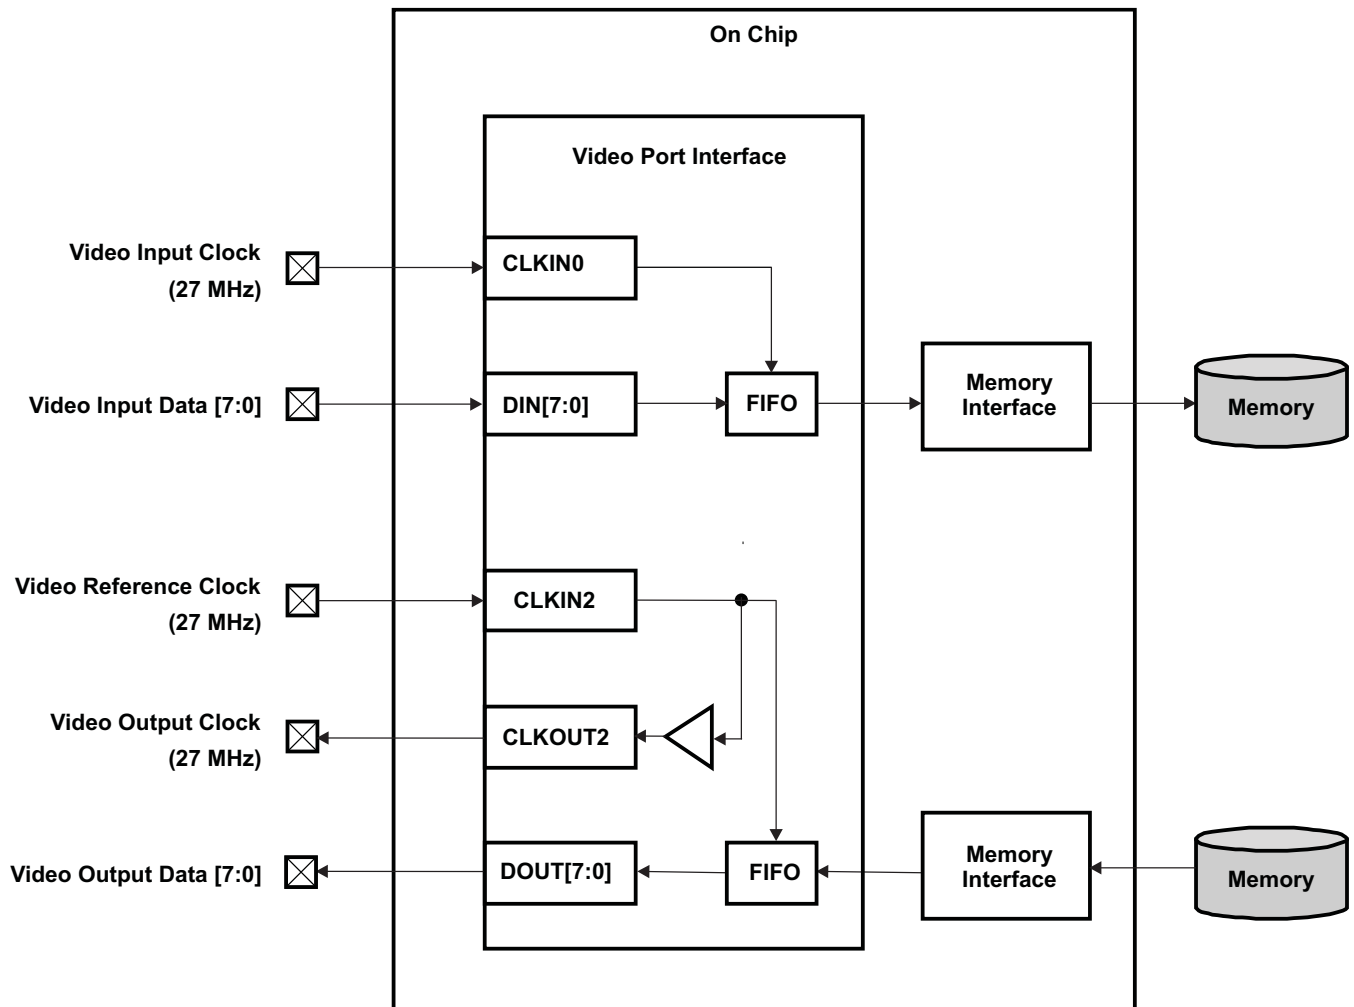 On Chip
Video Port Interface
Video Input Clock
(27 MHz)
CLKIN0
Video Input Data [7:0]
DIN[7:0]
FIFO
Memory
Interface
Memory
Video Reference Clock
(27 MHz)
CLKIN2
Video Output Clock
(27 MHz)
CLKOUT2
Video Output Data [7:0]
DOUT[7:0]
FIFO
Memory
Interface
Memory